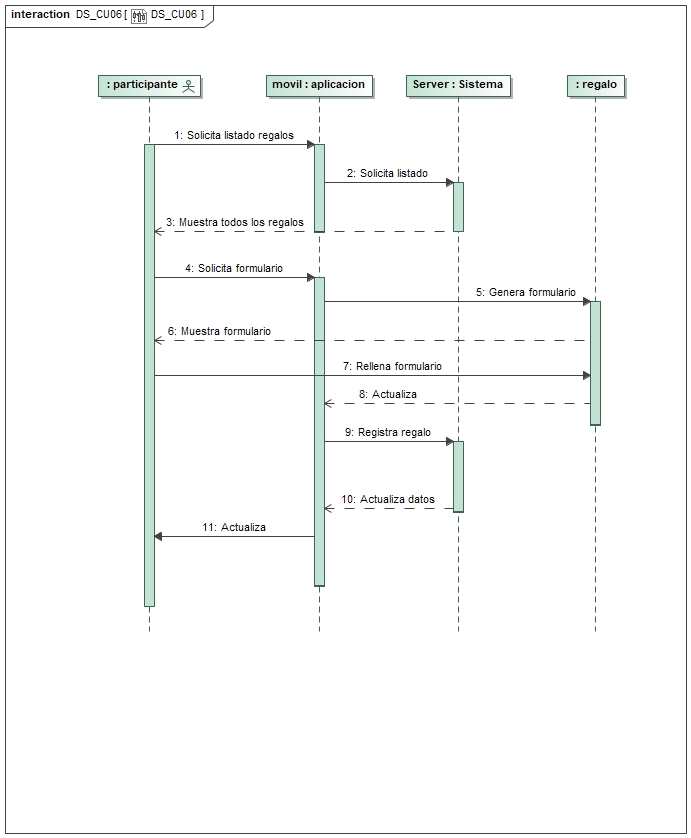 interaction DS_CU06 [ DS_CU06 ]
: participante
movil : aplicacion
Server : Sistema
: regalo
1: Solicita listado regalos
2: Solicita listado
3: Muestra todos los regalos
4: Solicita formulario
5: Genera formulario
6: Muestra formulario
7: Rellena formulario
8: Actualiza
9: Registra regalo
10: Actualiza datos
11: Actualiza